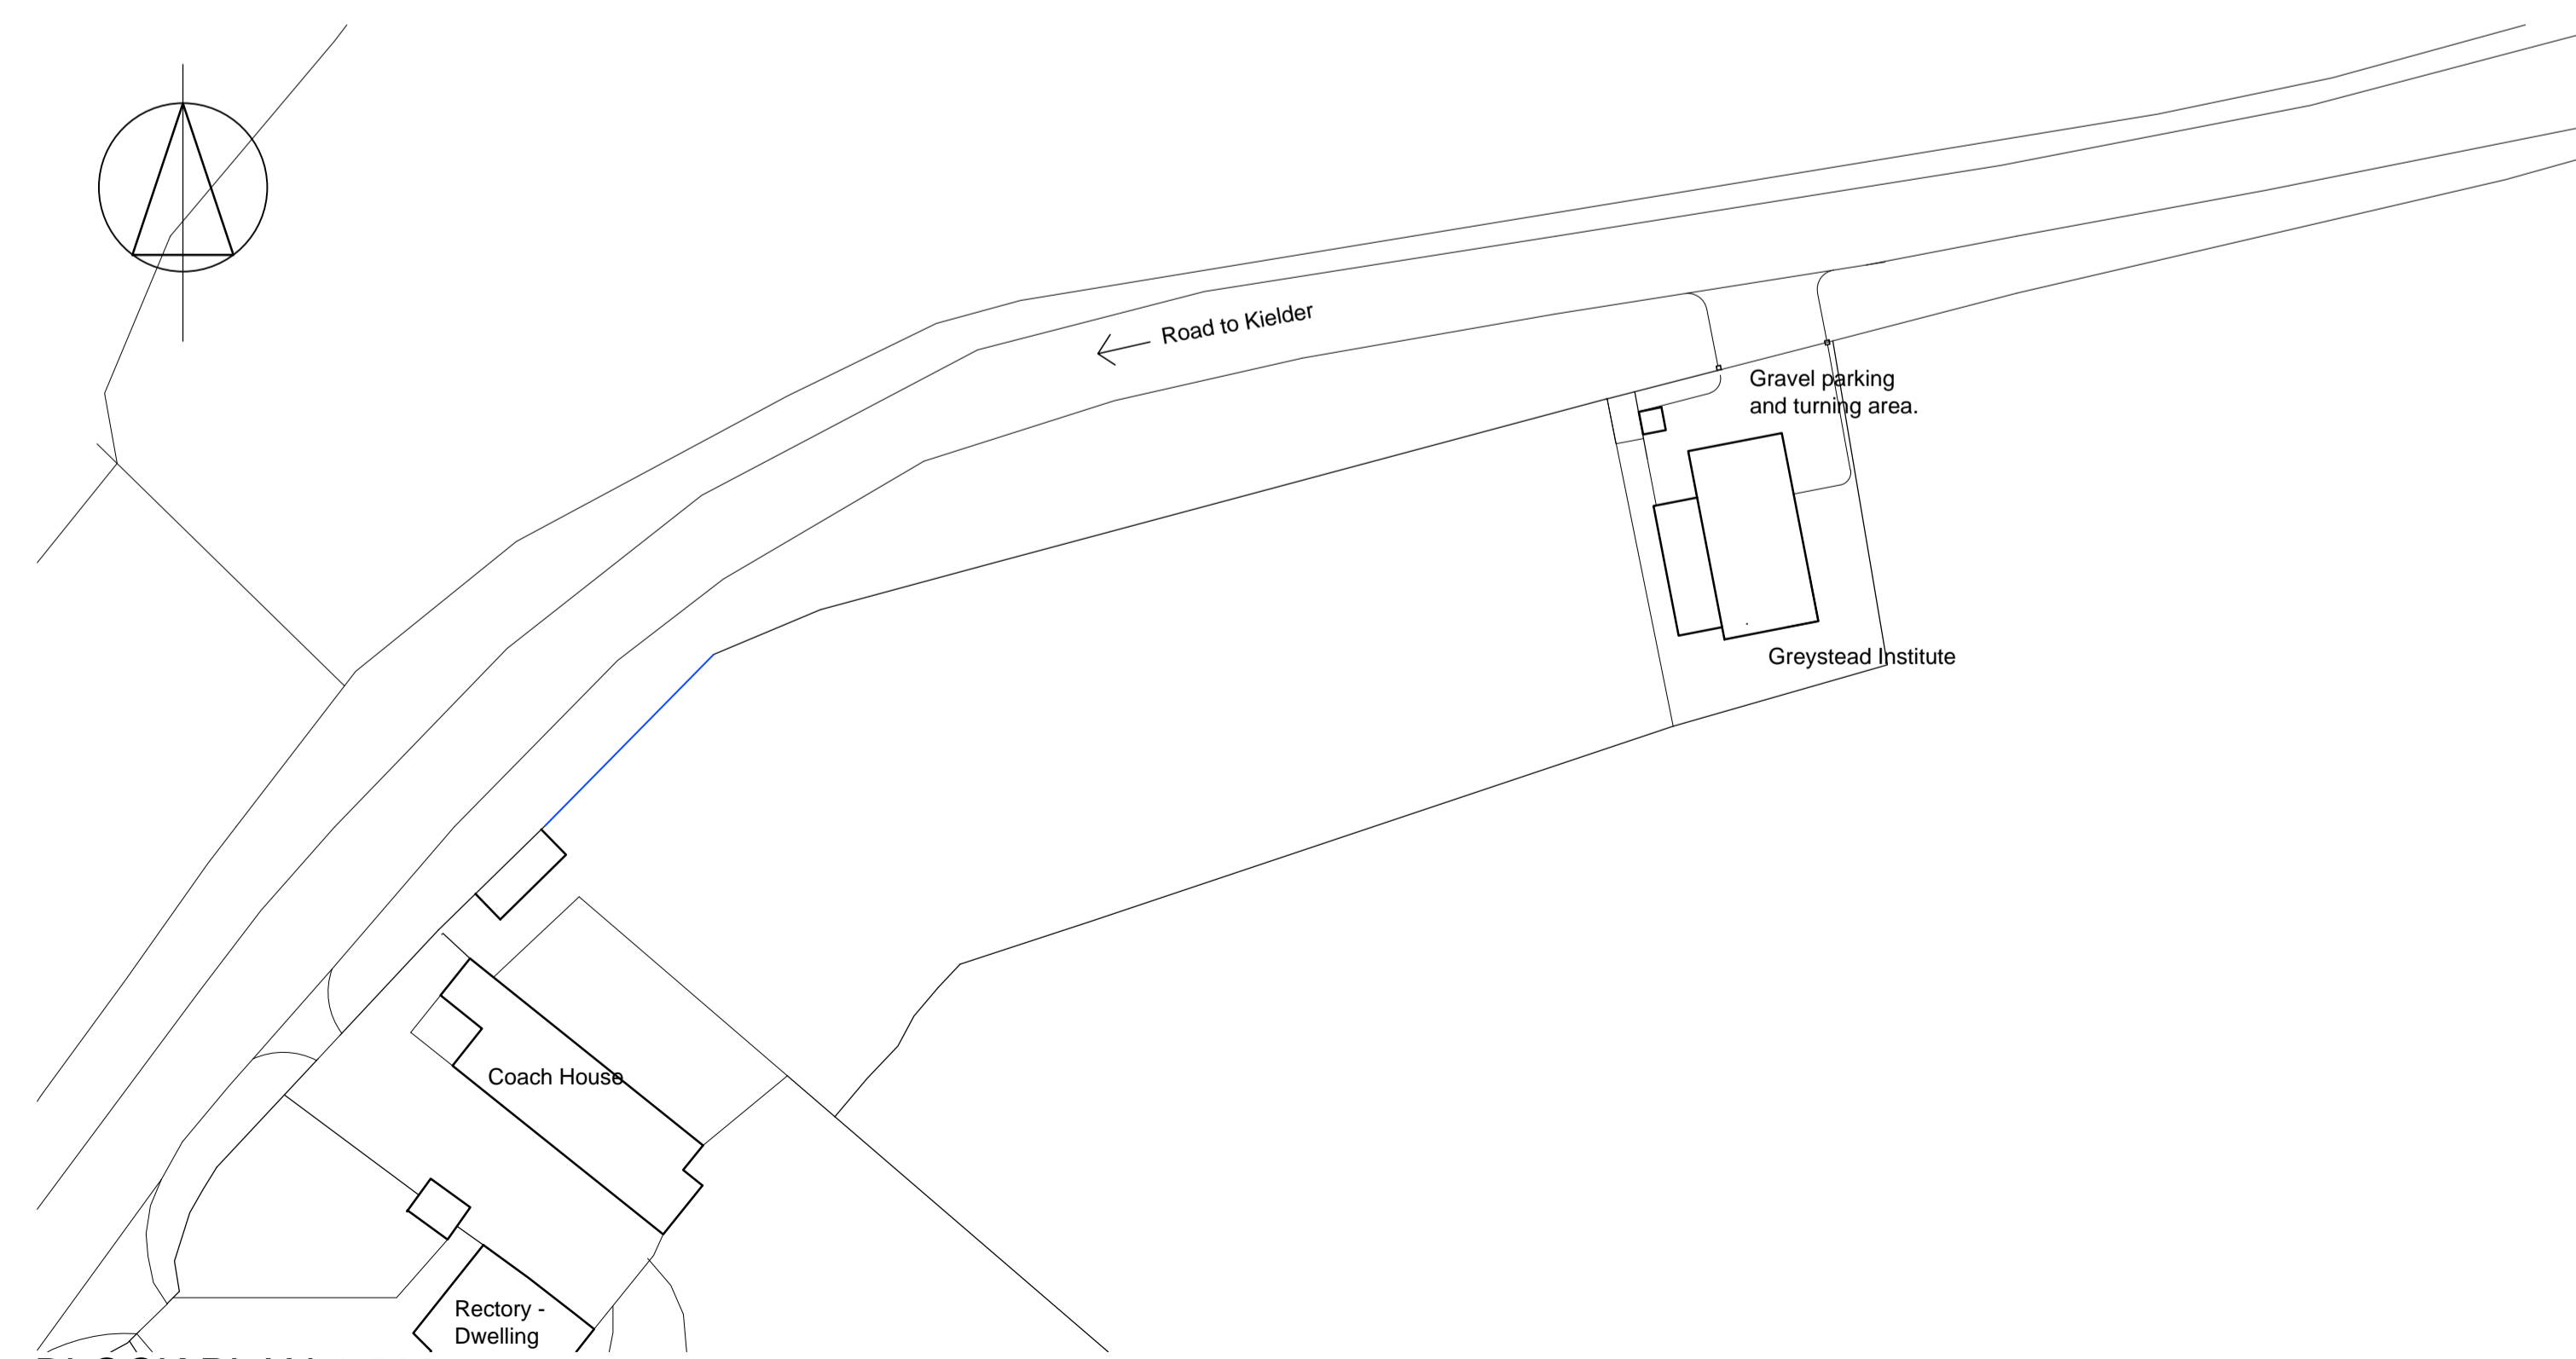 Road to Kielder
Gravel parking
and turning area.
Greystead Institute
Coach House
Rectory -
Dwelling